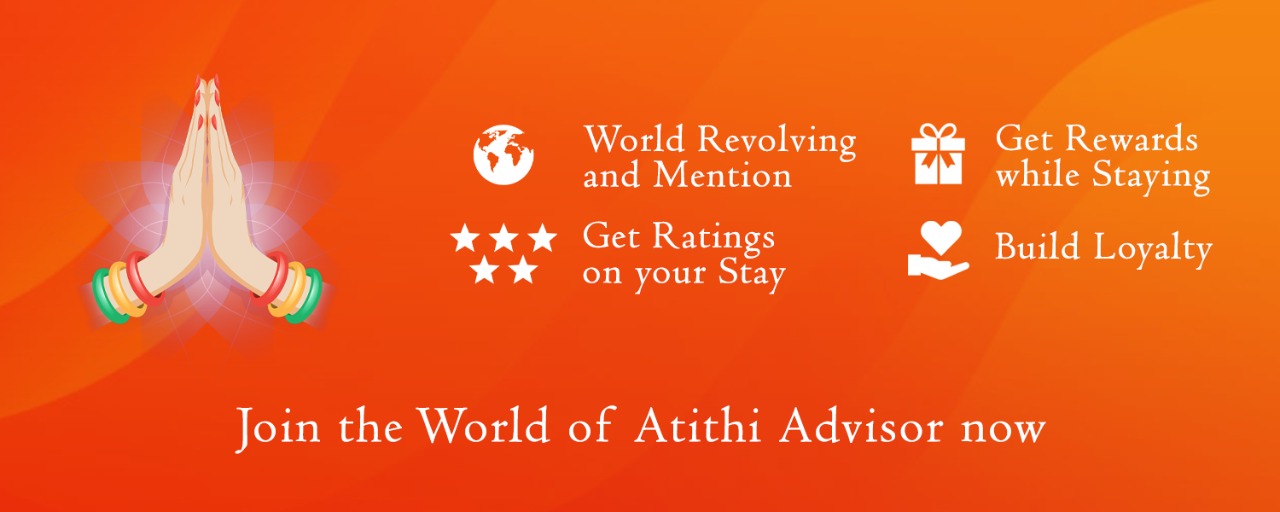 World Revolving
and Mention
Get Rewards
while Staying
Get Ratings
on your Stay
Build Loyalty
Join the World of Atithi Advisor now